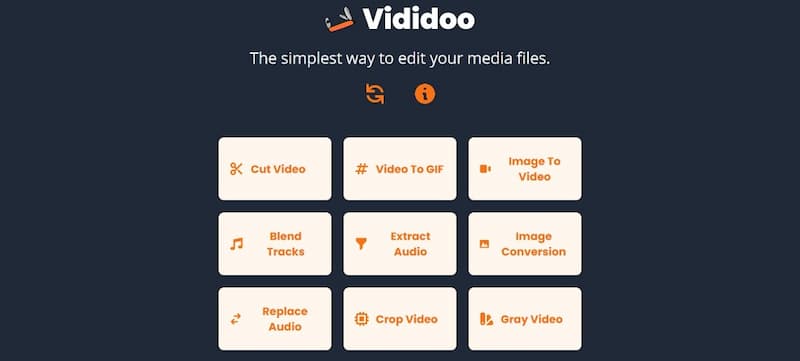 Vididoo
The simplest way to edit your media files.
Cut Video
Video To GIF
Image To
Video
Blend
Tracks
Extract
Audio
Image
Conversion
Replace
Audio
Crop Video
Gray Video